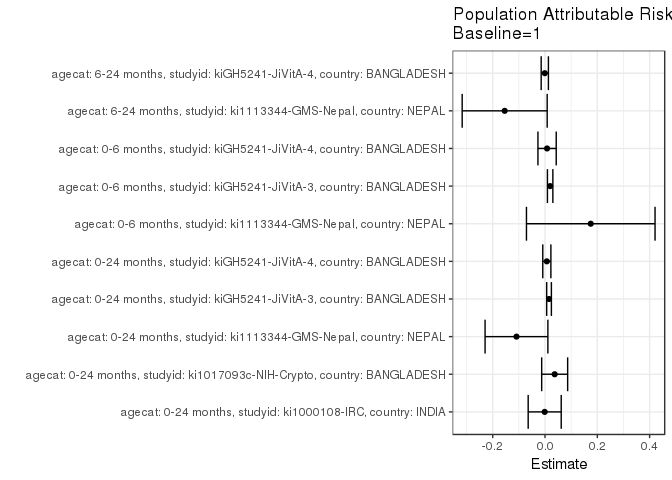 Population Attributable Risk
Baseline=1
agecat: 6-24 months, studyid: kiGH5241-JiVitA-4, country: BANGLADESH
agecat: 6-24 months, studyid: ki1113344-GMS-Nepal, country: NEPAL
agecat: 0-6 months, studyid: kiGH5241-JiVitA-4, country: BANGLADESH
agecat: 0-6 months, studyid: kiGH5241-JiVitA-3, country: BANGLADESH
agecat: 0-6 months, studyid: ki1113344-GMS-Nepal, country: NEPAL
agecat: 0-24 months, studyid: kiGH5241-JiVitA-4, country: BANGLADESH
agecat: 0-24 months, studyid: kiGH5241-JiVitA-3, country: BANGLADESH
agecat: 0-24 months, studyid: ki1113344-GMS-Nepal, country: NEPAL
agecat: 0-24 months, studyid: ki1017093c-NIH-Crypto, country: BANGLADESH
agecat: 0-24 months, studyid: ki1000108-IRC, country: INDIA
-0.2 0.0 0.2 0.4
Estimate